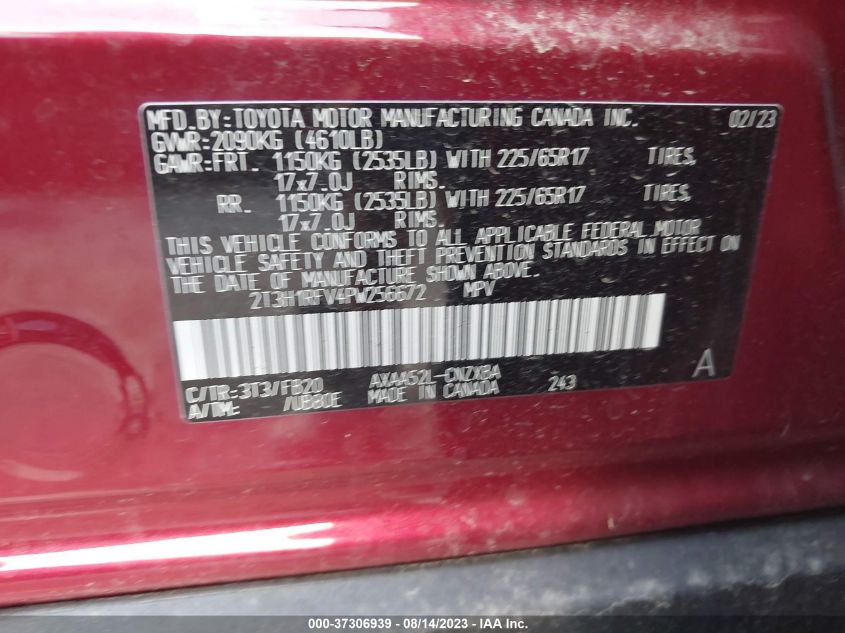 MFD. BY: TOYOTA MOTOR MANUFACTURING CANADA INC. 02/23
GVWR: 2090KG (4610LB)
GAWR: FRT. 1150KG (2535LB) WITH 225/65R17 TIRES,
17x7.0J RIMS.
RR. 1150KG (2535LB) WITH 225/65R17 TIRES,
17x7.0J RIMS.
THIS VEHICLE CONFORMS TO ALL APPLICABLE FEDERAL MOTOR
VEHICLE SAFETY AND THEFT PREVENTION STANDARDS IN EFFECT ON
THE DATE OF MANUFACTURE SHOWN ABOVE.
2T3H1RFV4PW256672 MPV
C/TR: 3T3/FB20 AXAA52L-CNZXBA A
A/TM: /UB80E MADE IN CANADA 243
000-37306939 - 08/14/2023 - IAA Inc.